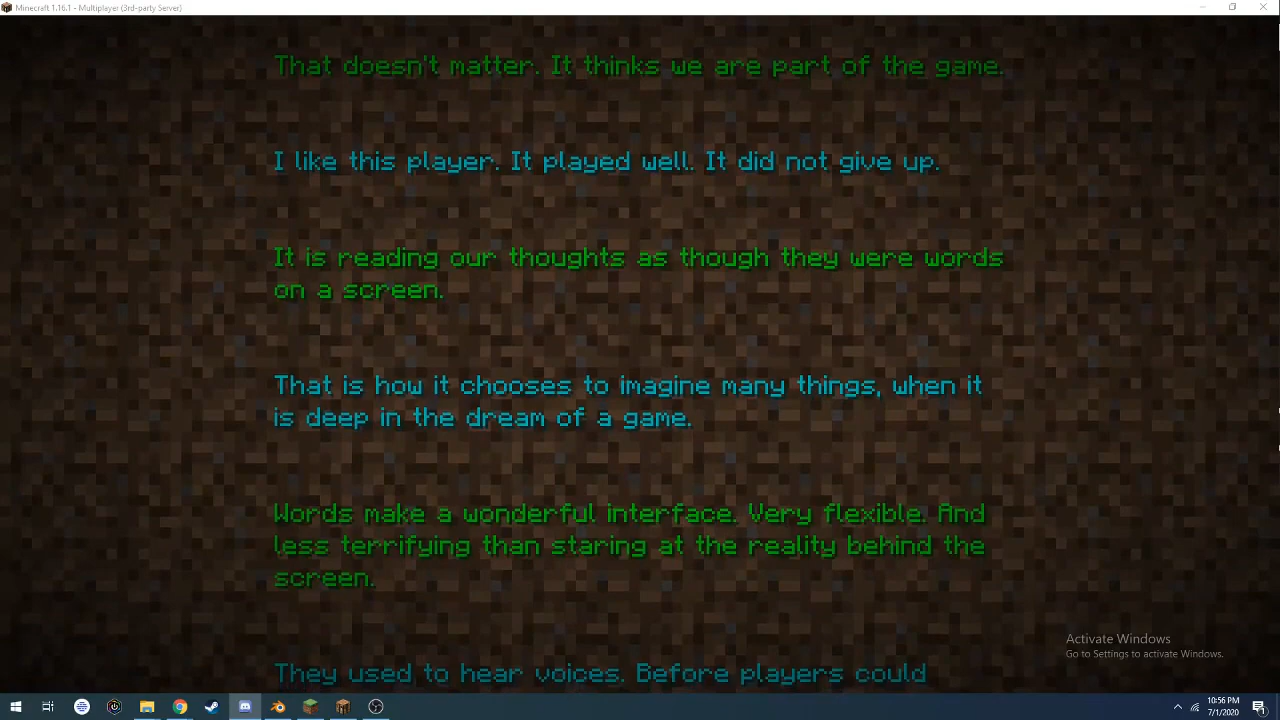 Minecraft 1.16.1 - Multiplayer (3rd-party Server)
That doesn't matter. It thinks we are part of the game.
I like this player. It played well. It did not give up.
It is reading our thoughts as though they were words
on a screen.
That is how it chooses to imagine many things, when it
is deep in the dream of a game.
Words make a wonderful interface. Very flexible. And
less terrifying than staring at the reality behind the
screen.
They used to hear voices. Before players could
Activate Windows
Go to Settings to activate Windows.
10:56 PM
7/1/2020
1